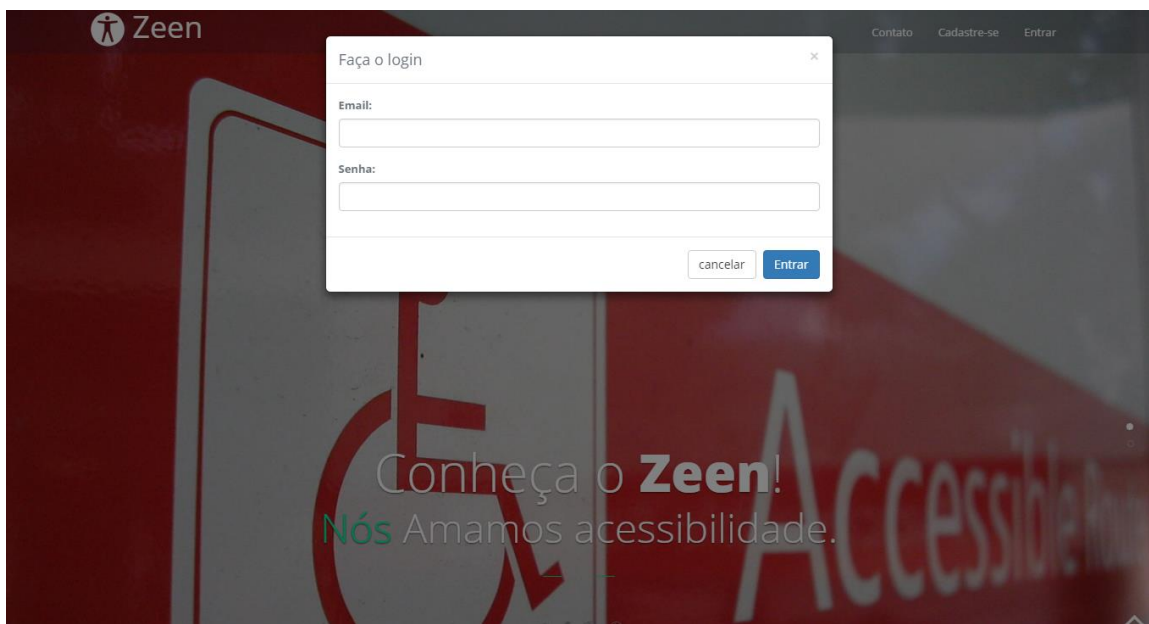 Zeen
Contato Cadastre-se Entrar
Faça o login ×
Email:
Senha:
cancelar Entrar
Conheça o Zeen!
Nós Amamos acessibilidade.
Accessible